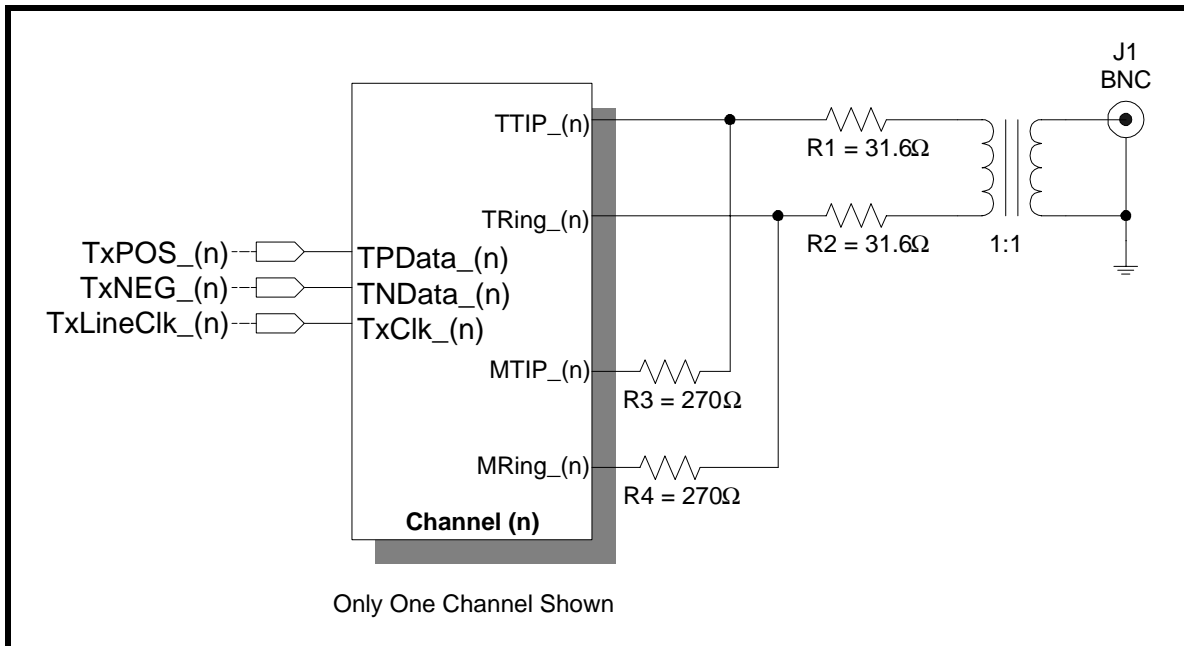 J1
BNC
TTIP_(n)
R1 = 31.6Ω
TRing_(n)
R2 = 31.6Ω
1:1
TxPOS_(n)
TPData_(n)
TxNEG_(n)
TNData_(n)
TxLineClk_(n)
TxClk_(n)
MTIP_(n)
R3 = 270Ω
MRing_(n)
R4 = 270Ω
Channel (n)
Only One Channel Shown